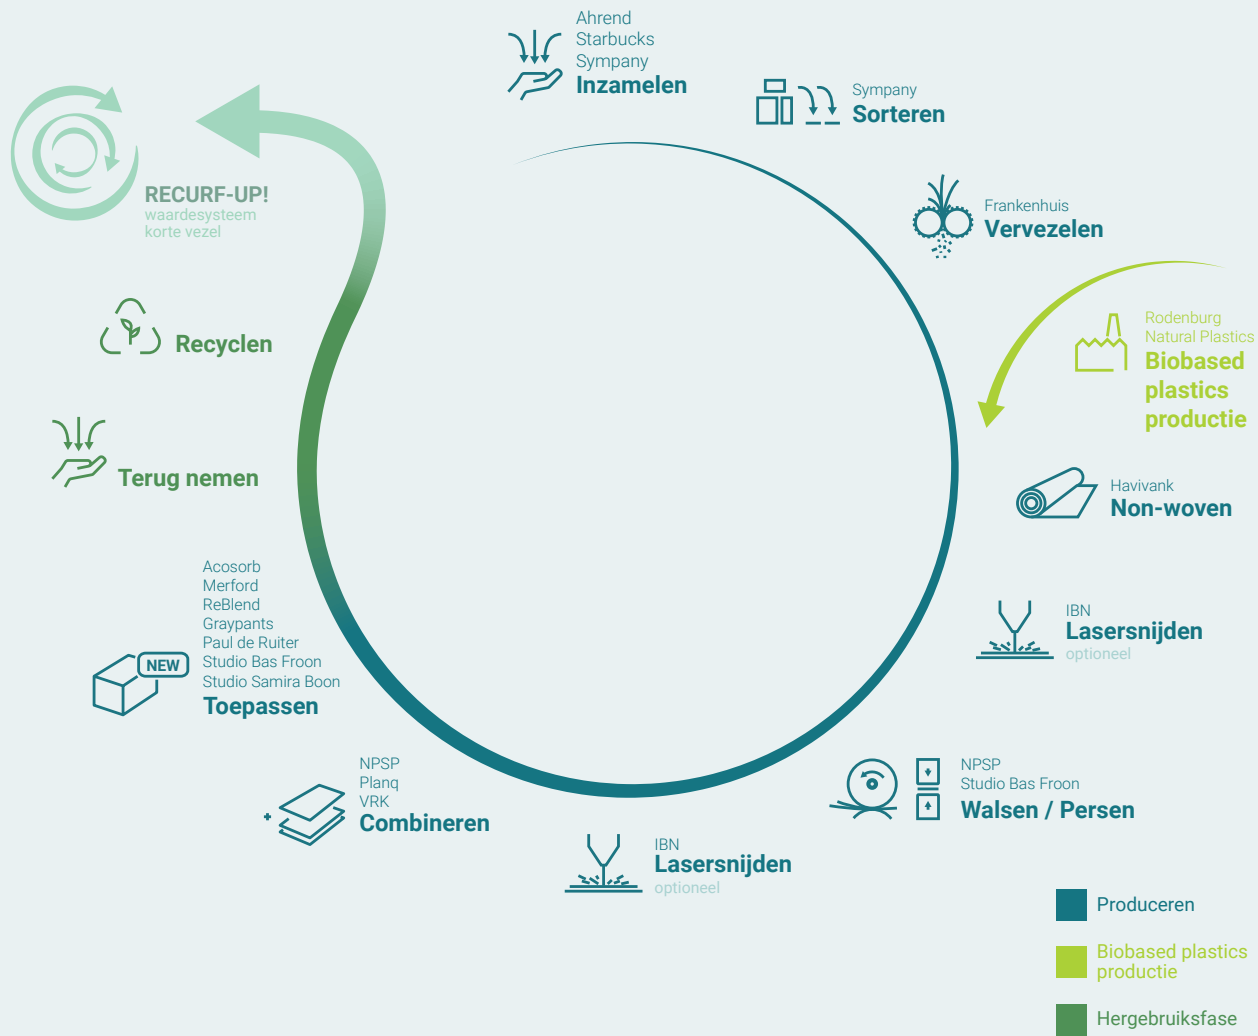 Ahrend
Starbucks
Sympany
Inzamelen
Sympany
Sorteren
Frankenhuis
Vervezelen
Rodenburg
Natural Plastics
Biobased
plastics
productie
Havivank
Non-woven
IBN
Lasersnijden
optioneel
NPSP
Studio Bas Froon
Walsen / Persen
IBN
Lasersnijden
optioneel
NPSP
Planq
VRK
Combineren
Acosorb
Merford
ReBlend
Graypants
Paul de Ruiter
Studio Bas Froon
Studio Samira Boon
Toepassen
NEW
Terug nemen
Recyclen
RECURF-UP!
waardesysteem
korte vezel
Produceren
Biobased plastics
productie
Hergebruiksfase